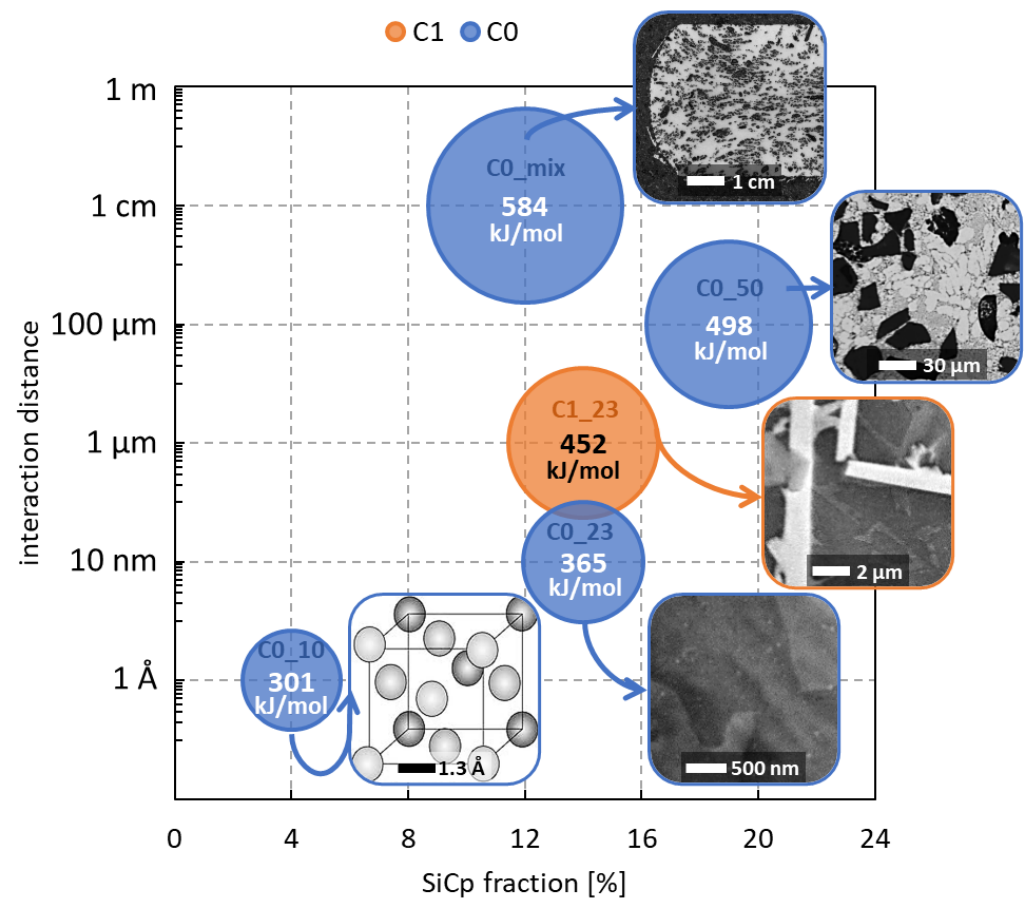 C1 C0
1 m
1 cm
100 µm
1 µm
10 nm
1 Å
interaction distance
C0_mix
584
kJ/mol
1 cm
C0_50
498
kJ/mol
30 µm
C1_23
452
kJ/mol
2 µm
C0_23
365
kJ/mol
500 nm
C0_10
301
kJ/mol
1.3 Å
0 4 8 12 16 20 24
SiCp fraction [%]